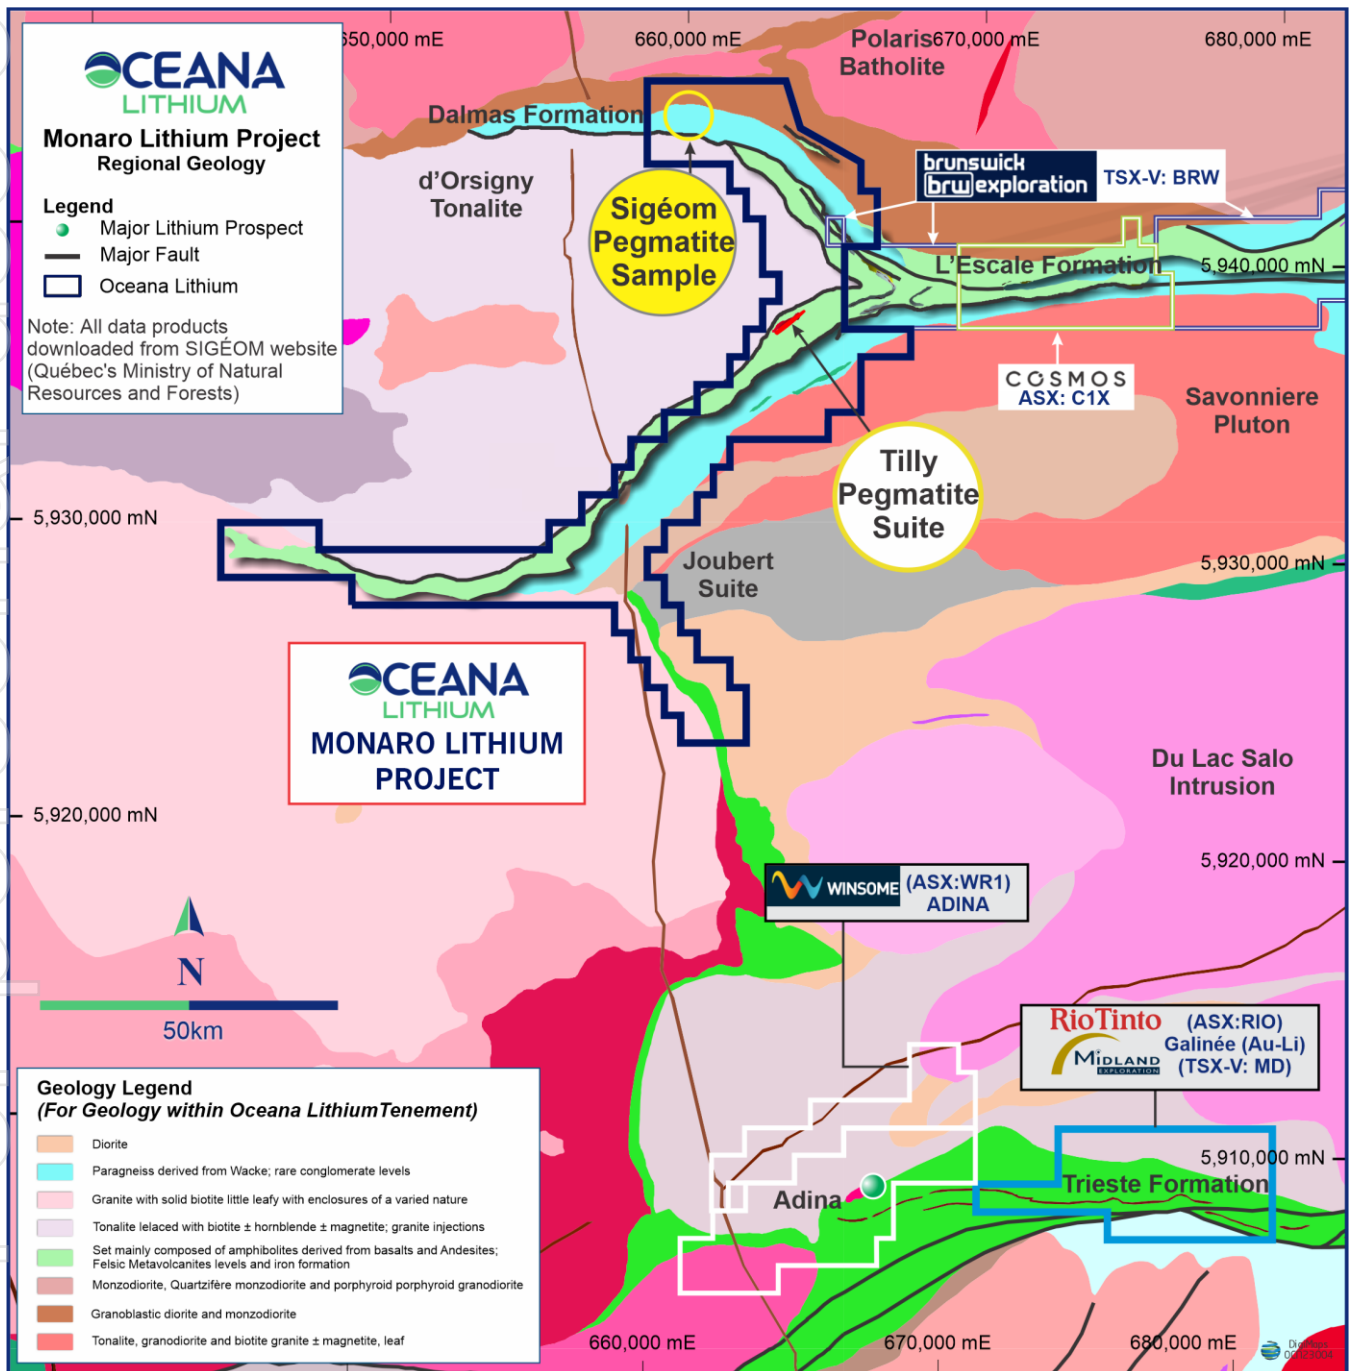 650,000 mE
660,000 mE
670,000 mE
680,000 mE
OCEANA
LITHIUM
Monaro Lithium Project
Regional Geology
Legend
Major Lithium Prospect
Major Fault
Oceana Lithium
Note: All data products
downloaded from SIGÉOM website
(Québec's Ministry of Natural
Resources and Forests)
Polaris
Batholite
Dalmas Formation
d'Orsigny
Tonalite
Sigéom
Pegmatite
Sample
brunswick
brw exploration
TSX-V: BRW
L'Escale Formation
5,940,000 mN
COSMOS
ASX: C1X
Savonniere
Pluton
Tilly
Pegmatite
Suite
5,930,000 mN
5,930,000 mN
Joubert
Suite
OCEANA
LITHIUM
MONARO LITHIUM
PROJECT
Du Lac Salo
Intrusion
5,920,000 mN
5,920,000 mN
WINSOME
(ASX:WR1)
ADINA
N
50km
RioTinto
MIDLAND
EXPLORATION
(ASX:RIO)
Galinée (Au-Li)
(TSX-V: MD)
5,910,000 mN
Adina
Trieste Formation
Geology Legend
(For Geology within Oceana LithiumTenement)
Diorite
Paragneiss derived from Wacke; rare conglomerate levels
Granite with solid biotite little leafy with enclosures of a varied nature
Tonalite lelaced with biotite ± hornblende ± magnetite; granite injections
Set mainly composed of amphibolites derived from basalts and Andesites;
Felsic Metavolcanites levels and iron formation
Monzodiorite, Quartzifère monzodiorite and porphyroid porphyroid granodiorite
Granoblastic diorite and monzodiorite
Tonalite, granodiorite and biotite granite ± magnetite, leaf
660,000 mE
670,000 mE
680,000 mE